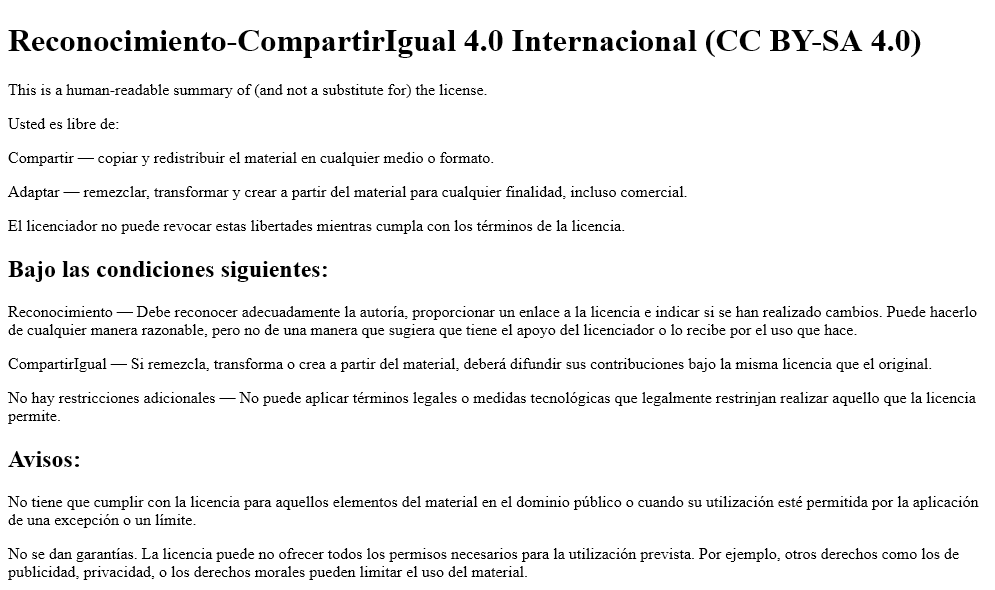 Reconocimiento-CompartirIgual 4.0 Internacional (CC BY-SA 4.0)
This is a human-readable summary of (and not a substitute for) the license.
Usted es libre de:
Compartir — copiar y redistribuir el material en cualquier medio o formato.
Adaptar — remezclar, transformar y crear a partir del material para cualquier finalidad, incluso comercial.
El licenciador no puede revocar estas libertades mientras cumpla con los términos de la licencia.
Bajo las condiciones siguientes:
Reconocimiento — Debe reconocer adecuadamente la autoría, proporcionar un enlace a la licencia e indicar si se han realizado cambios. Puede hacerlo
de cualquier manera razonable, pero no de una manera que sugiera que tiene el apoyo del licenciador o lo recibe por el uso que hace.
CompartirIgual — Si remezcla, transforma o crea a partir del material, deberá difundir sus contribuciones bajo la misma licencia que el original.
No hay restricciones adicionales — No puede aplicar términos legales o medidas tecnológicas que legalmente restrinjan realizar aquello que la licencia
permite.
Avisos:
No tiene que cumplir con la licencia para aquellos elementos del material en el dominio público o cuando su utilización esté permitida por la aplicación
de una excepción o un límite.
No se dan garantías. La licencia puede no ofrecer todos los permisos necesarios para la utilización prevista. Por ejemplo, otros derechos como los de
publicidad, privacidad, o los derechos morales pueden limitar el uso del material.